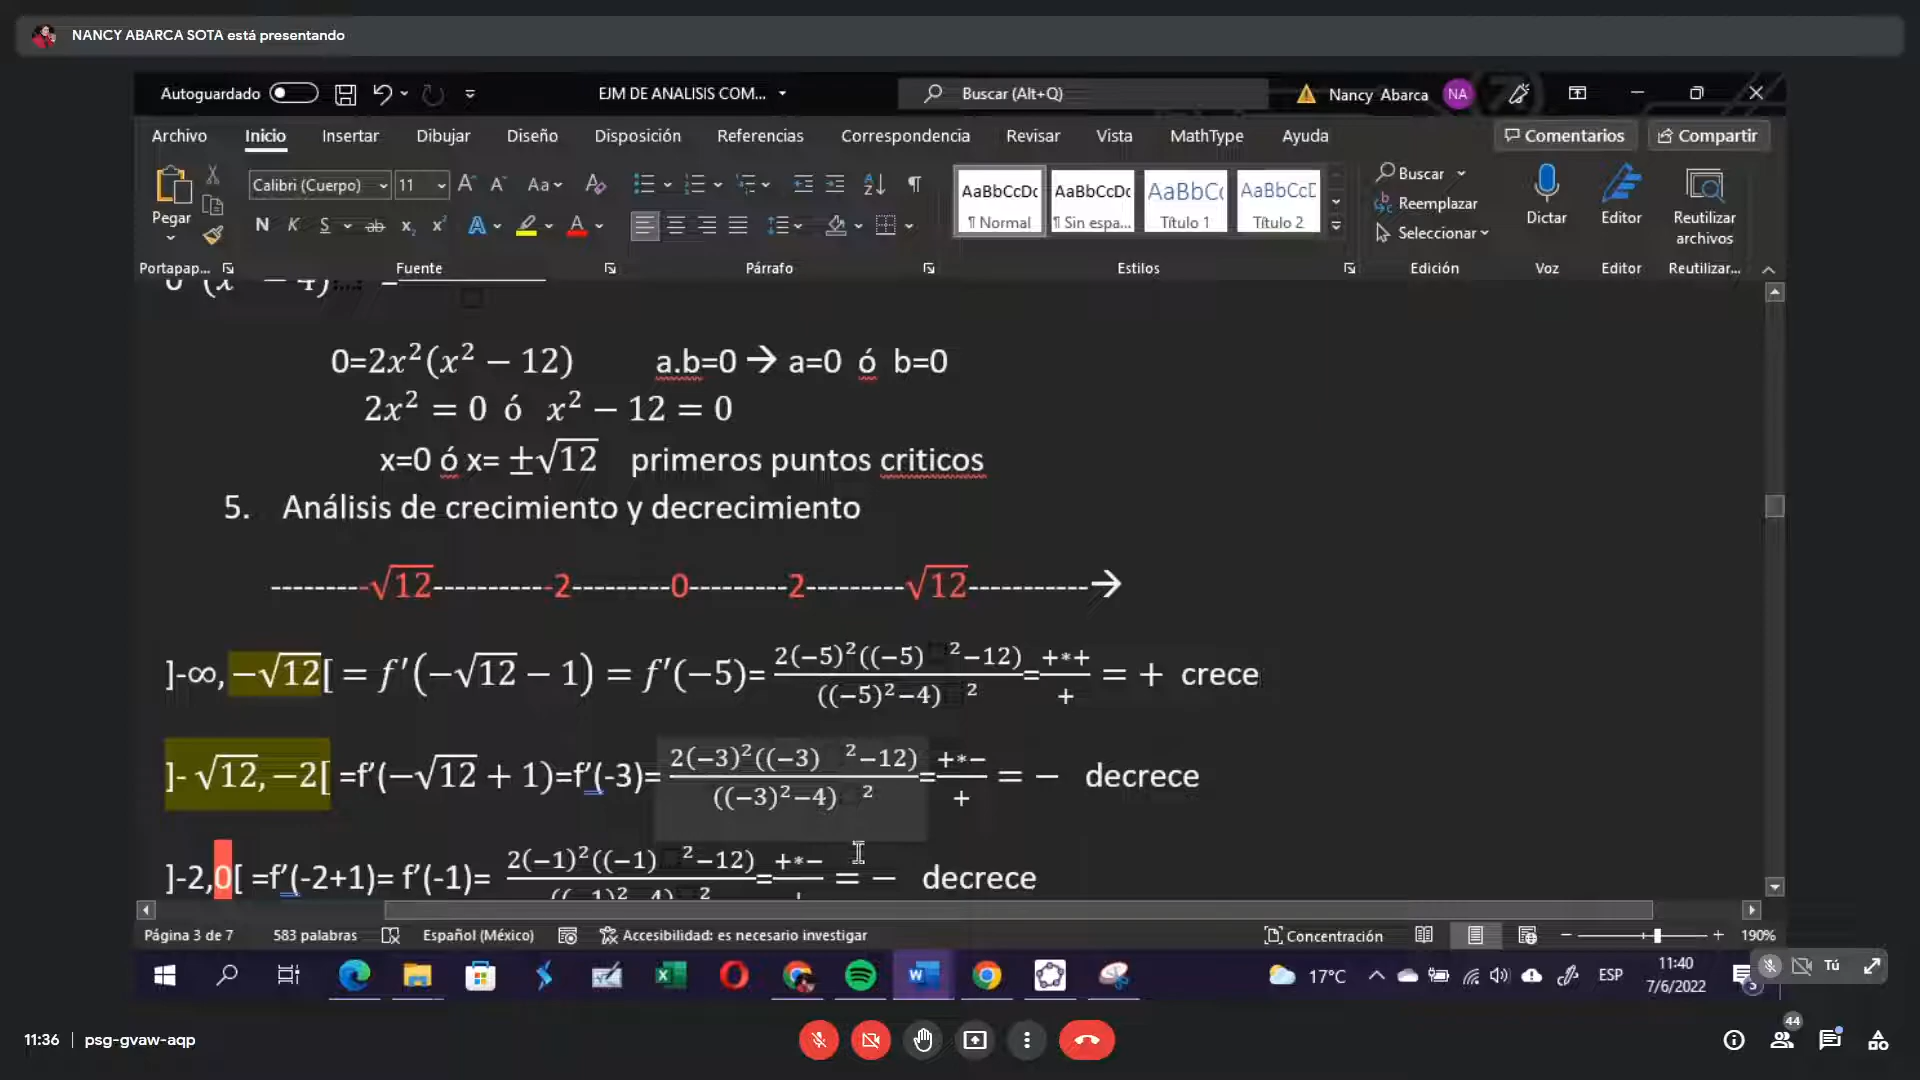 NANCY ABARCA SOTA está presentando
Autoguardado
EJM DE ANALISIS COM...
Buscar (Alt+Q)
Nancy Abarca
NA
Archivo Inicio Insertar Dibujar Diseño Disposición Referencias Correspondencia Revisar Vista MathType Ayuda
Comentarios
Compartir
Pegar
Calibri (Cuerpo) 11
N K S ab x₂ x²
AaBbCcDc AaBbCcDc AaBbC AaBbCcD
¶ Normal ¶ Sin espa... Título 1 Título 2
Buscar
Reemplazar
Seleccionar
Dictar
Editor
Reutilizar archivos
Portapap... Fuente Párrafo Estilos Edición Voz Editor Reutilizar...
0=2x²(x² − 12) a.b=0 → a=0 ó b=0
2x² = 0 ó x² − 12 = 0
x=0 ó x= ±√12 primeros puntos criticos
5. Análisis de crecimiento y decrecimiento
---------√12-----------2---------0---------2---------√12-----------→
]-∞, −√12[ = f′(−√12 − 1) = f′(−5)= 2(−5)²((−5) ²−12)/((−5)²−4) ² = +*+/+ = + crece
]- √12, −2[ =f'(−√12 + 1)=f'(-3)= 2(−3)²((−3) ²−12)/((−3)²−4) ² = +*−/+ = − decrece
]-2,0[ =f'(-2+1)= f'(-1)= 2(−1)²((−1) ²−12)/((−1)²−4) ² = +*−/+ = − decrece
Página 3 de 7 583 palabras Español (México) Accesibilidad: es necesario investigar
Concentración
190%
17°C
ESP
11:40
7/6/2022
Tú
11:36 | psg-gvaw-aqp
44